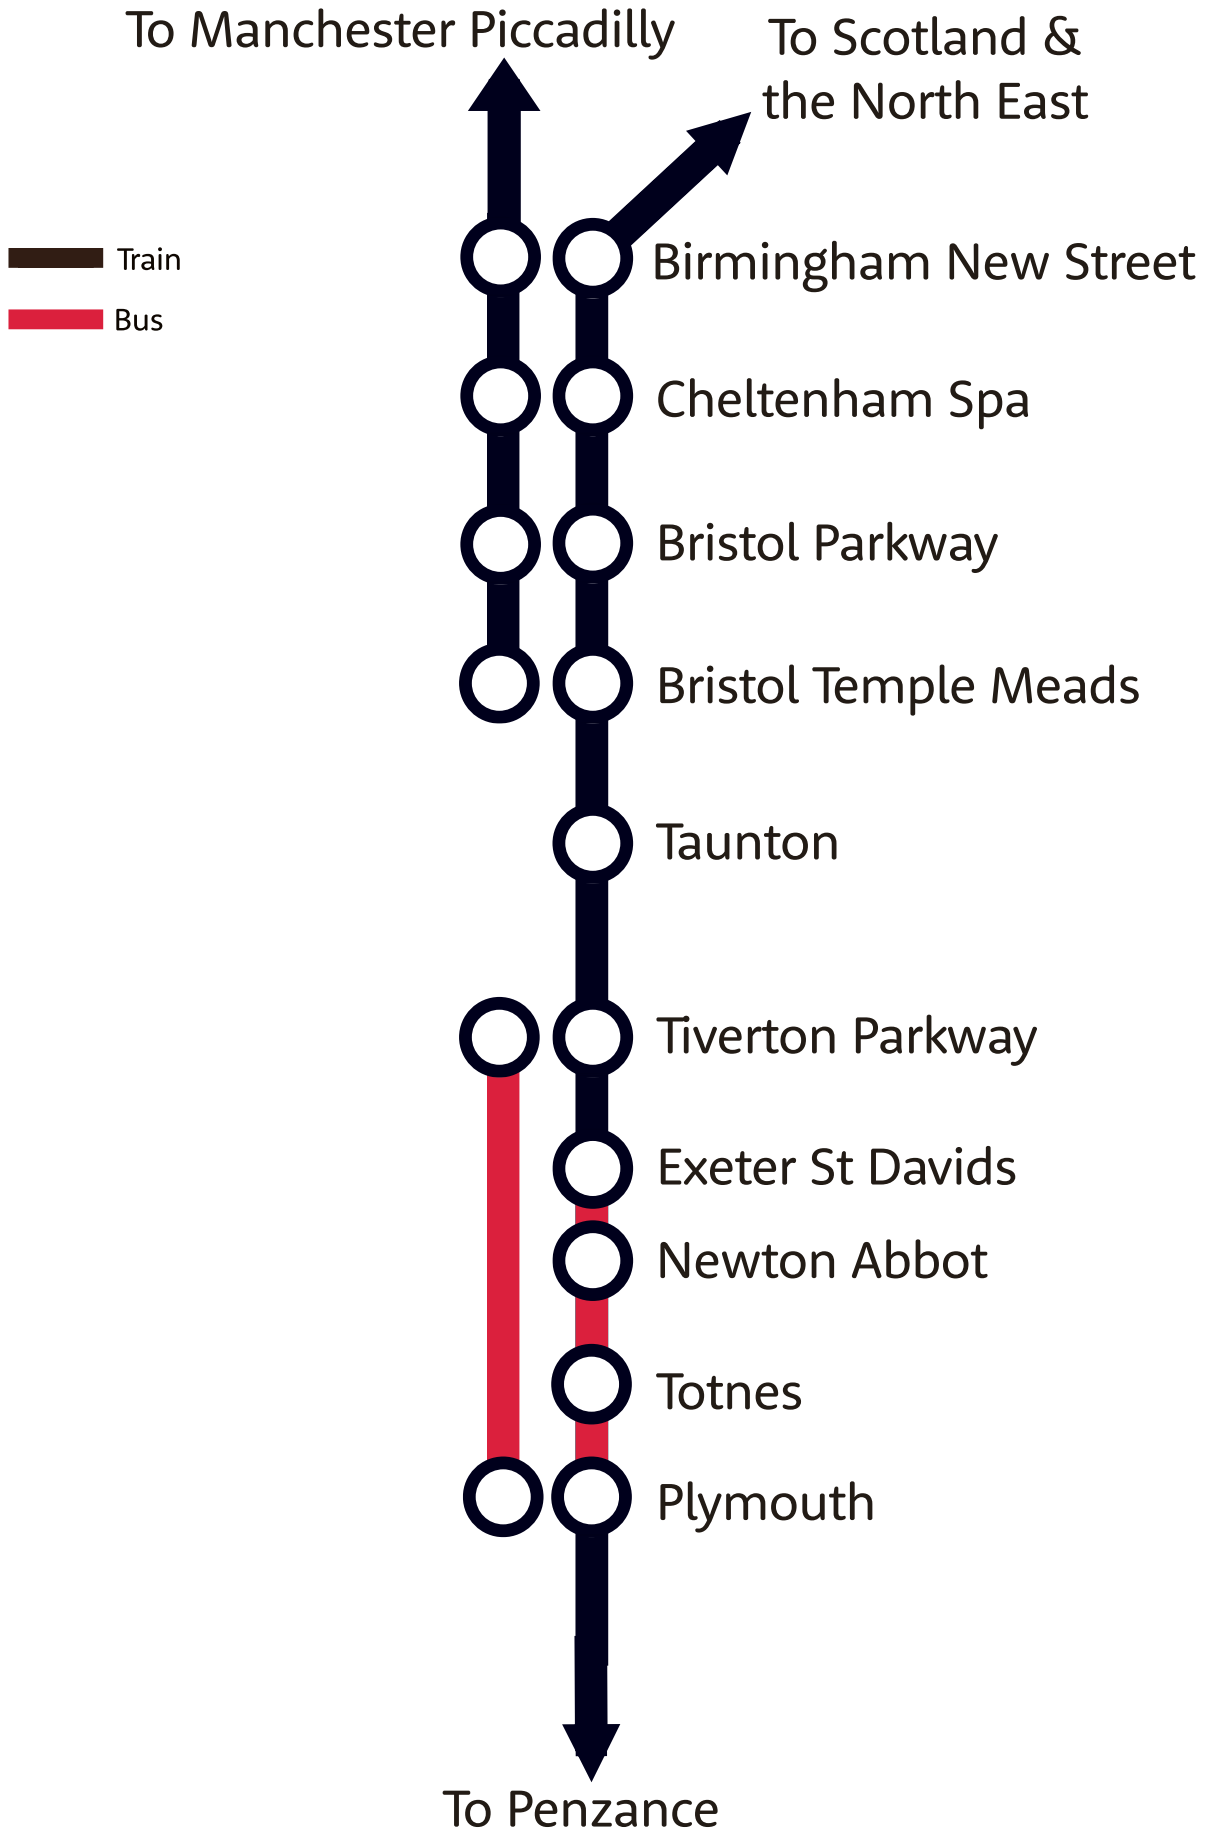 To Manchester Piccadilly
To Scotland &
the North East
Train
Bus
Birmingham New Street
Cheltenham Spa
Bristol Parkway
Bristol Temple Meads
Taunton
Tiverton Parkway
Exeter St Davids
Newton Abbot
Totnes
Plymouth
To Penzance